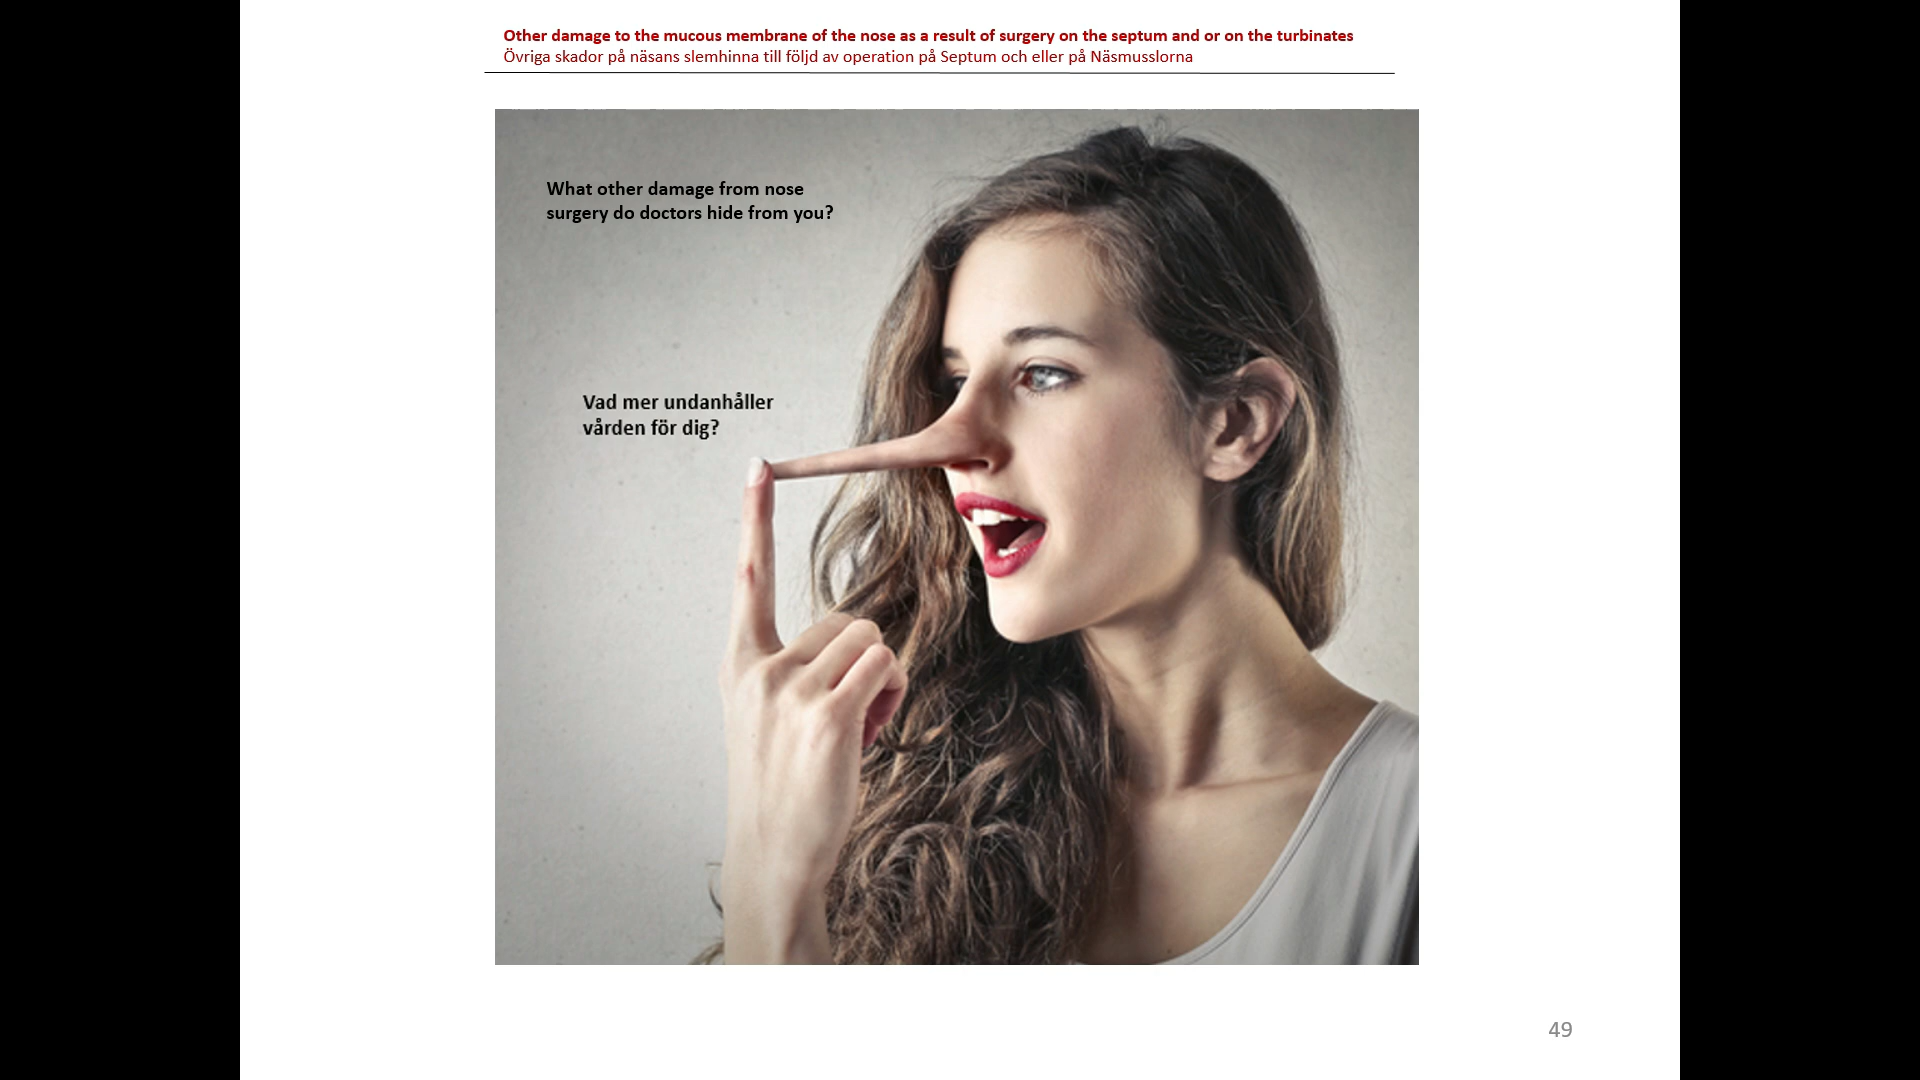 Other damage to the mucous membrane of the nose as a result of surgery on the septum and or on the turbinates
Övriga skador på näsans slemhinna till följd av operation på Septum och eller på Näsmusslorna
What other damage from nose
surgery do doctors hide from you?
Vad mer undanhåller
vården för dig?
49